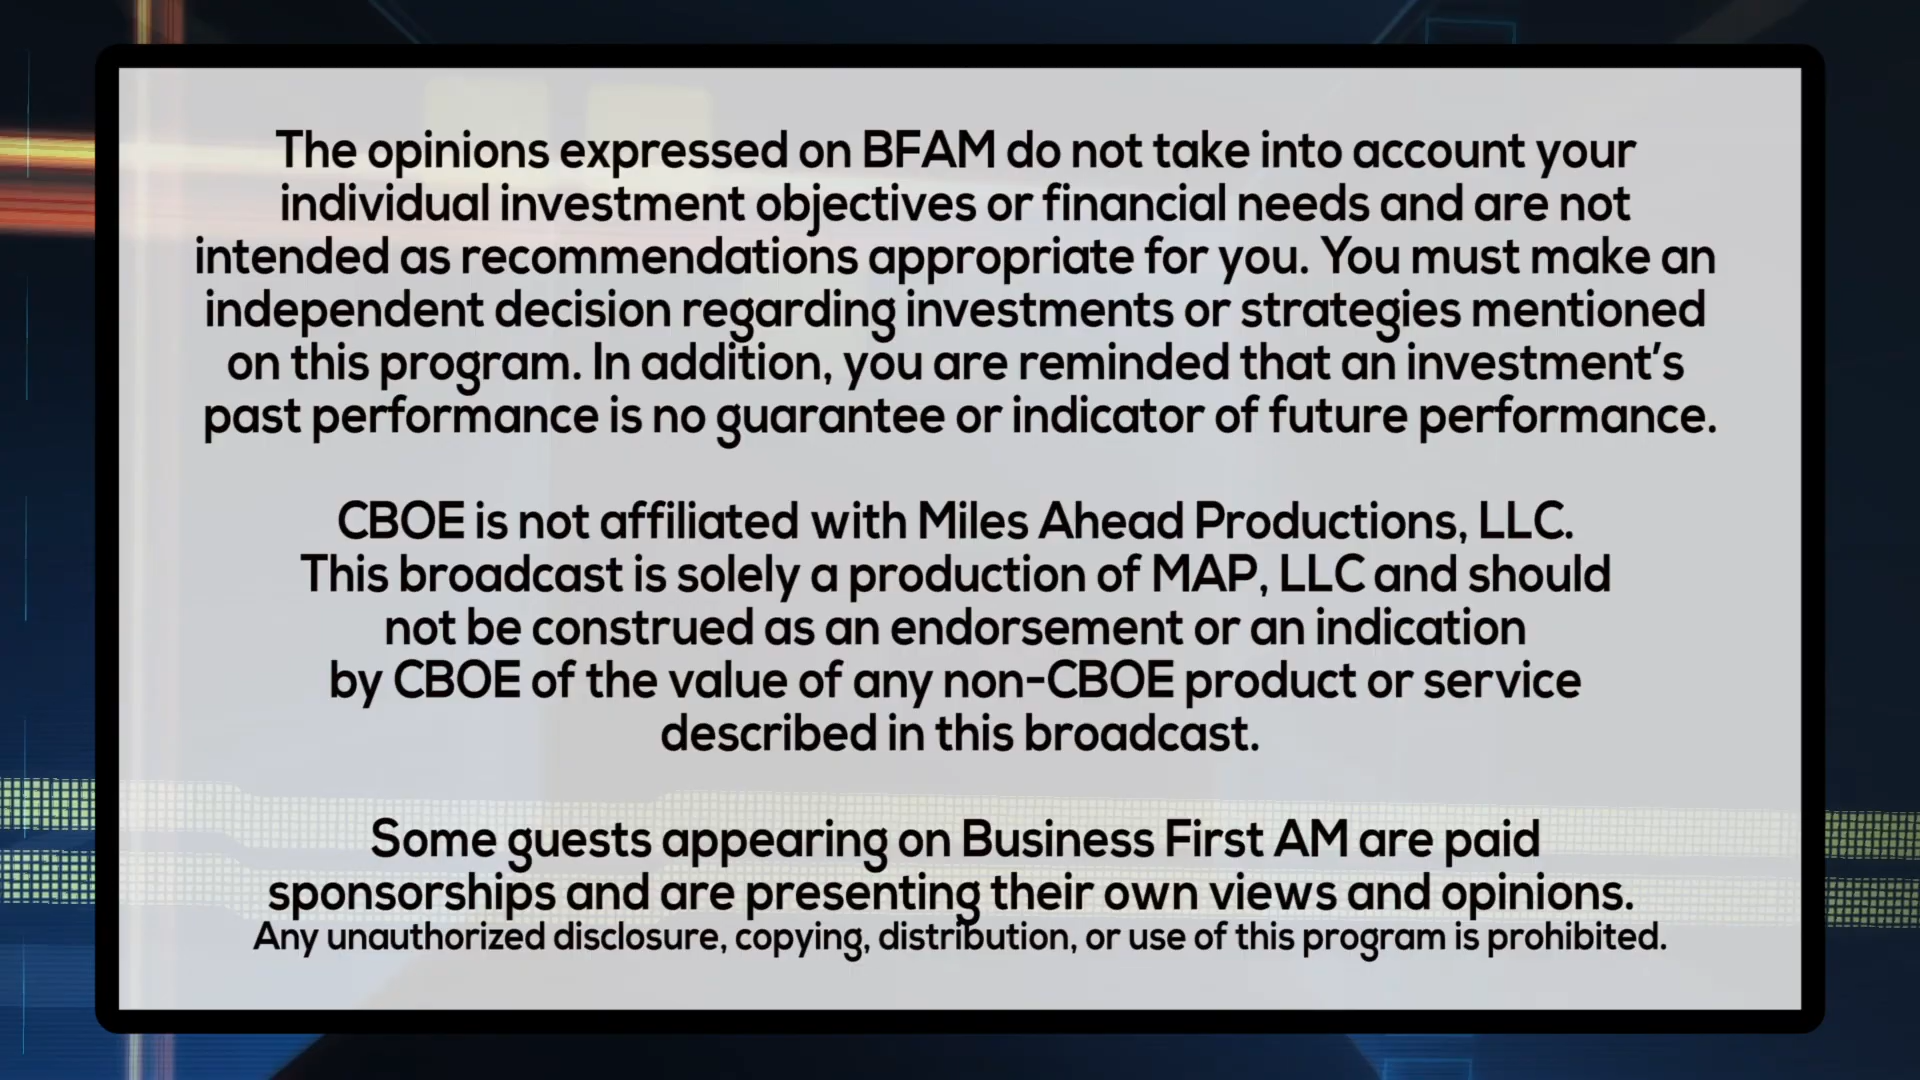 The opinions expressed on BFAM do not take into account your
individual investment objectives or financial needs and are not
intended as recommendations appropriate for you. You must make an
independent decision regarding investments or strategies mentioned
on this program. In addition, you are reminded that an investment’s
past performance is no guarantee or indicator of future performance.
CBOE is not affiliated with Miles Ahead Productions, LLC.
This broadcast is solely a production of MAP, LLC and should
not be construed as an endorsement or an indication
by CBOE of the value of any non-CBOE product or service
described in this broadcast.
Some guests appearing on Business First AM are paid
sponsorships and are presenting their own views and opinions.
Any unauthorized disclosure, copying, distribution, or use of this program is prohibited.